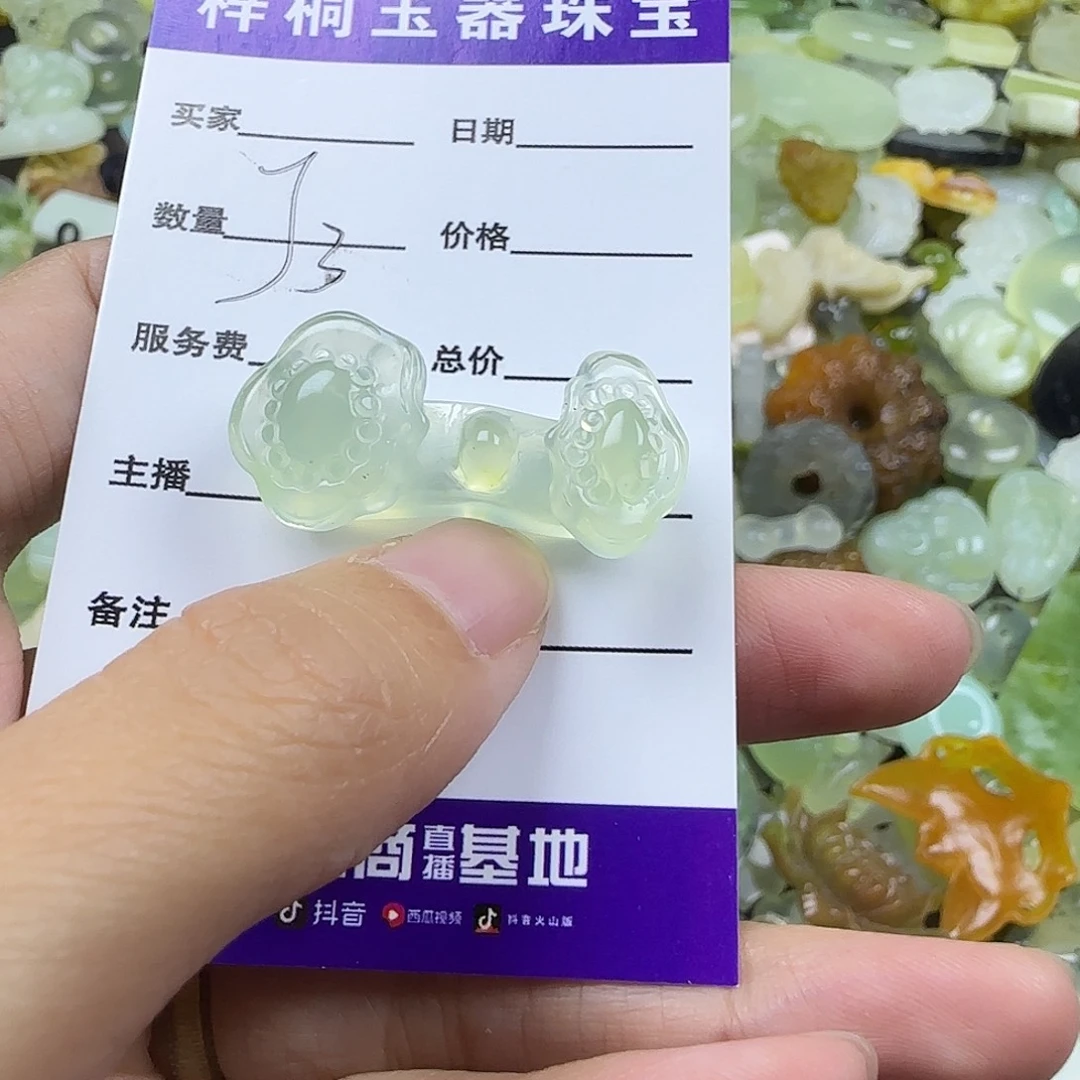 梓桐玉器珠宝
买家 日期
数量 价格
服务费 总价
主播
备注
商直播基地
抖音 西瓜视频 抖音火山版